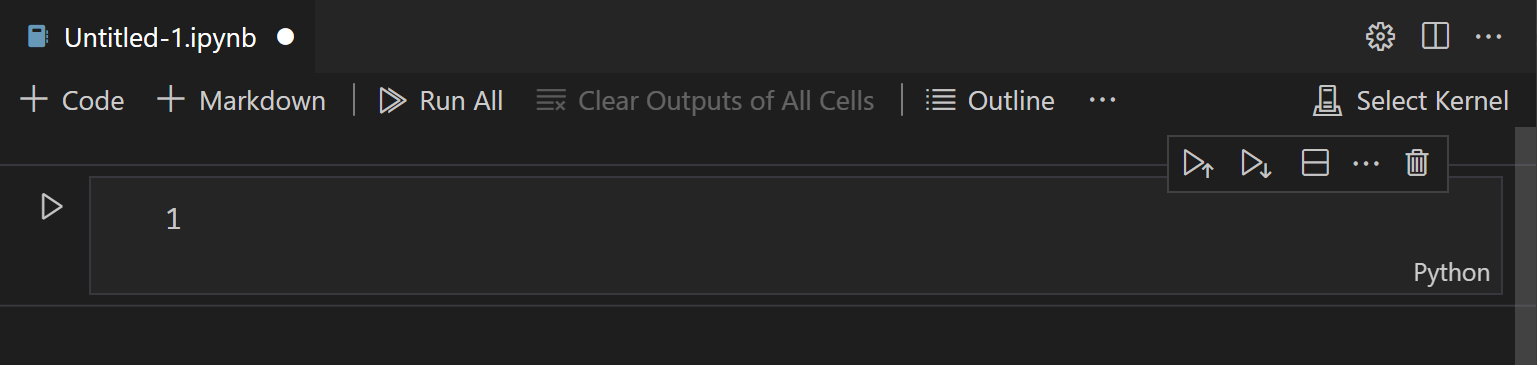 Untitled-1.ipynb
Code Markdown Run All Clear Outputs of All Cells Outline Select Kernel
1
Python